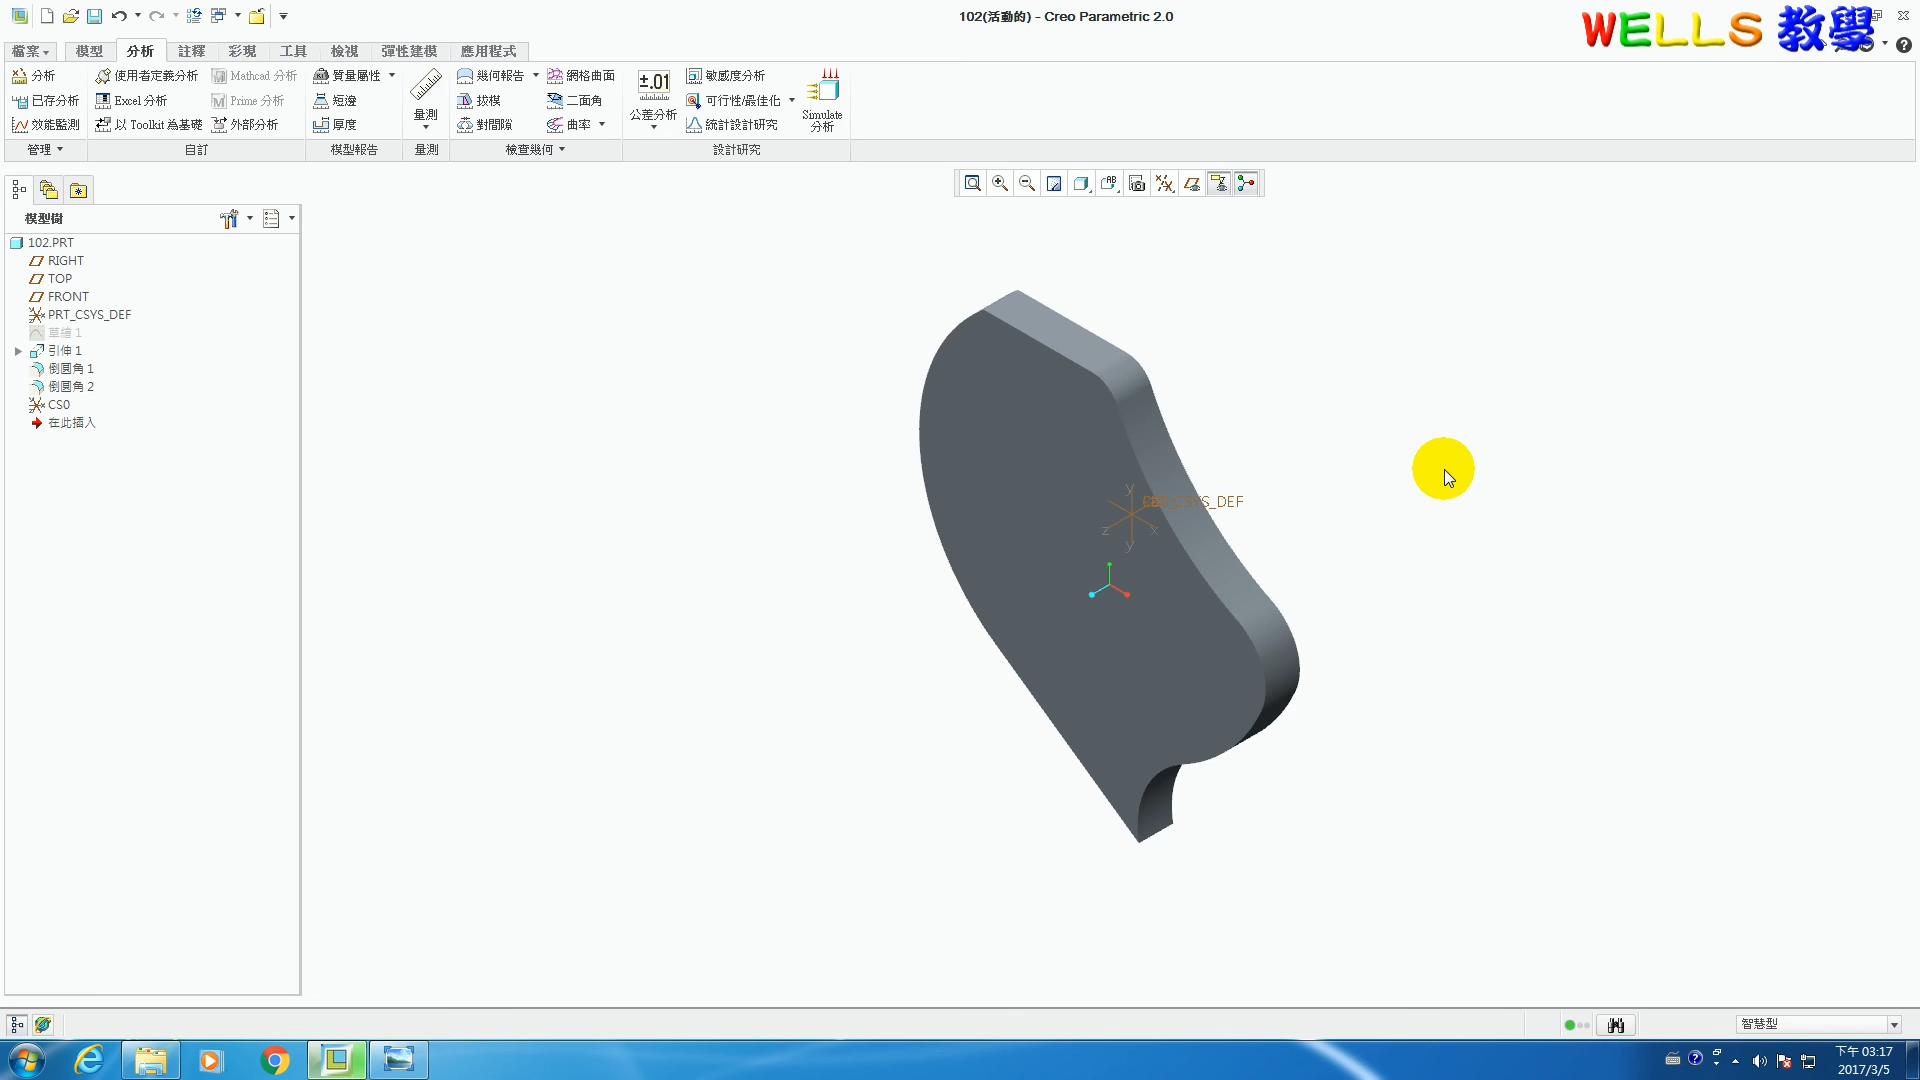 102(活動的) - Creo Parametric 2.0
WELLS 教學
檔案 模型 分析 註釋 彩現 工具 檢視 彈性建模 應用程式
分析 使用者定義分析 Mathcad 分析 質量屬性 幾何報告 網格曲面 敏感度分析
已存分析 Excel 分析 Prime 分析 短邊 量測 拔模 二面角 ±.01 公差分析 可行性/最佳化 Simulate 分析
效能監測 以 Toolkit 為基礎 外部分析 厚度 對間隙 曲率 統計設計研究
管理 自訂 模型報告 量測 檢查幾何 設計研究
模型樹
102.PRT
RIGHT
TOP
FRONT
PRT_CSYS_DEF
草繪 1
引伸 1
倒圓角 1
倒圓角 2
CS0
在此插入
y
_CSYS_DEF
z
x
y
智慧型
下午 03:17
2017/3/5